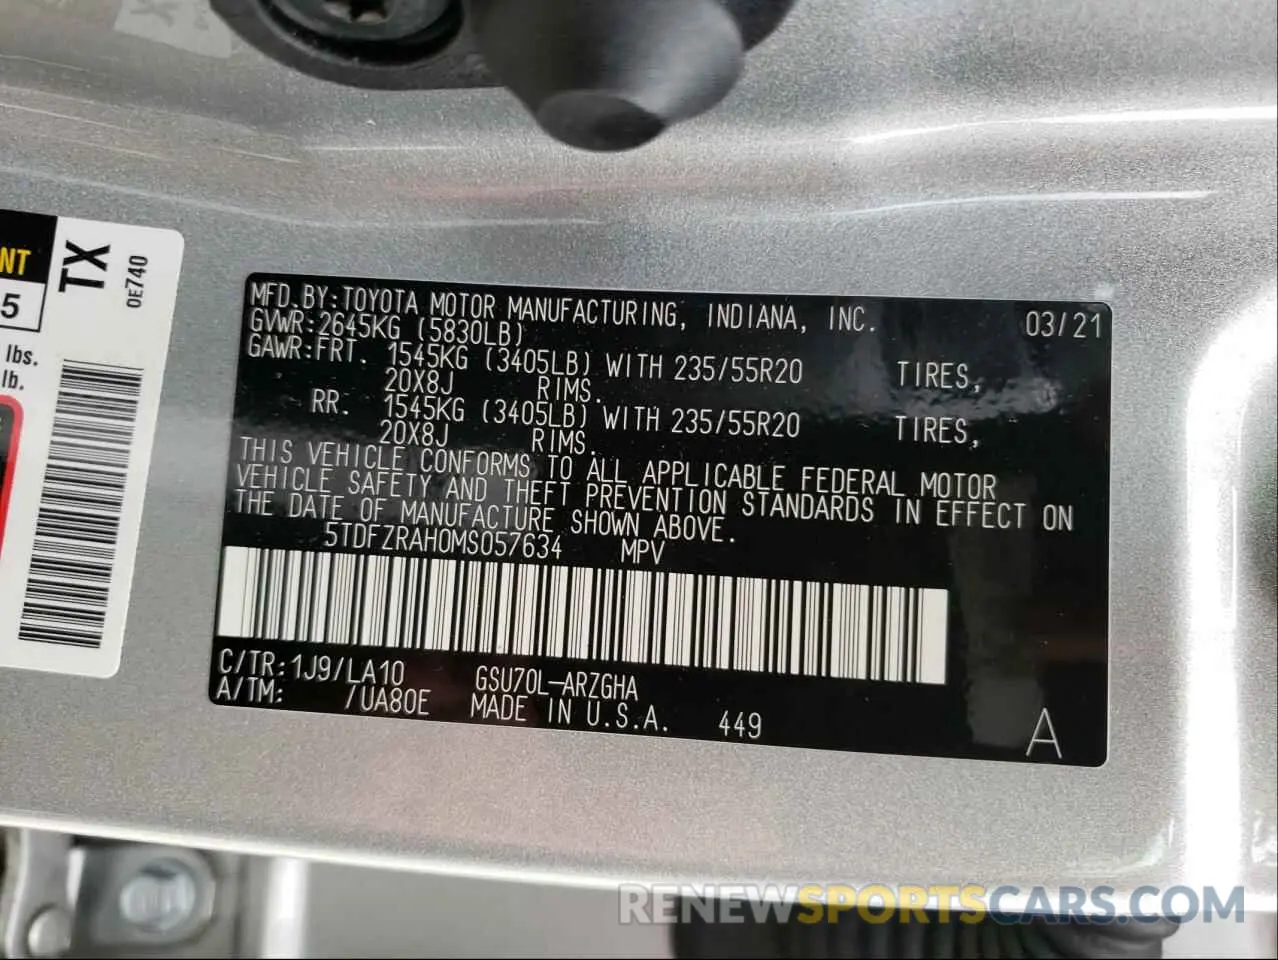 NT
TX
0E740
5
lbs.
lb.
MFD.BY:TOYOTA MOTOR MANUFACTURING, INDIANA, INC. 03/21
GVWR:2645KG (5830LB)
GAWR:FRT. 1545KG (3405LB) WITH 235/55R20 TIRES,
20X8J RIMS.
RR. 1545KG (3405LB) WITH 235/55R20 TIRES,
20X8J RIMS.
THIS VEHICLE CONFORMS TO ALL APPLICABLE FEDERAL MOTOR
VEHICLE SAFETY AND THEFT PREVENTION STANDARDS IN EFFECT ON
THE DATE OF MANUFACTURE SHOWN ABOVE.
5TDFZRAH0MS057634 MPV
C/TR:1J9/LA10 GSU70L-ARZGHA
A/TM: /UA80E MADE IN U.S.A. 449
A
RENEWSPORTSCARS.COM